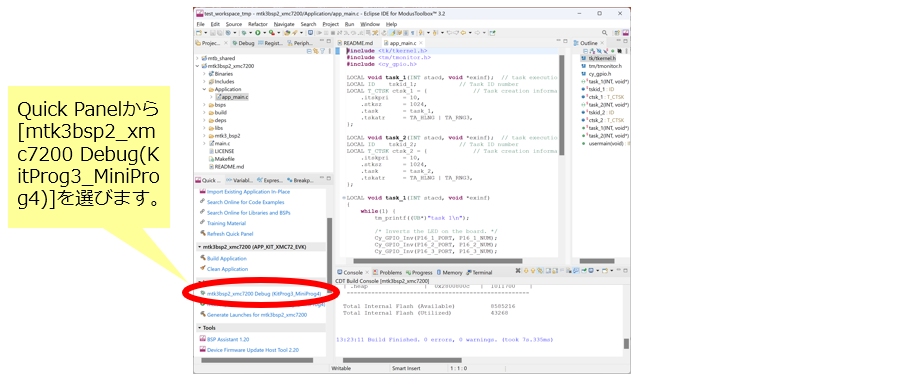 Quick Panelから
[mtk3bsp2_xm
c7200 Debug(K
itProg3_MiniPro
g4)]を選びます。
test_workspace_tmp - mtk3bsp2_xmc7200/Application/app_main.c - Eclipse IDE for ModusToolbox™ 3.2
File Edit Source Refactor Navigate Search Project Run Window Help
Projec... Debug Regist... Periph...
mtb_shared
mtk3bsp2_xmc7200
Binaries
Includes
Application
app_main.c
bsps
build
deps
libs
mtk3_bsp2
main.c
LICENSE
Makefile
README.md
README.md app_main.c
#include <tk/tkernel.h>
#include <tm/tmonitor.h>
#include <cy_gpio.h>
LOCAL void task_1(INT stacd, void *exinf); // task executio
LOCAL ID tskid_1; // Task ID number
LOCAL T_CTSK ctsk_1 = { // Task creation informa
.itskpri = 10,
.stksz = 1024,
.task = task_1,
.tskatr = TA_HLNG | TA_RNG3,
};
LOCAL void task_2(INT stacd, void *exinf); // task executio
LOCAL ID tskid_2; // Task ID number
LOCAL T_CTSK ctsk_2 = { // Task creation informa
.itskpri = 10,
.stksz = 1024,
.task = task_2,
.tskatr = TA_HLNG | TA_RNG3,
};
LOCAL void task_1(INT stacd, void *exinf)
{
while(1) {
tm_printf((UB*)"task 1\n");
/* Inverts the LED on the board. */
Cy_GPIO_Inv(P16_1_PORT, P16_1_NUM);
Cy_GPIO_Inv(P16_2_PORT, P16_2_NUM);
Cy_GPIO_Inv(P16_3_PORT, P16_3_NUM);
Outline
tk/tkernel.h
tm/tmonitor.h
cy_gpio.h
task_1(INT, void*)
tskid_1 : ID
ctsk_1 : T_CTSK
task_2(INT, void*)
tskid_2 : ID
ctsk_2 : T_CTSK
task_1(INT, void*)
task_2(INT, void*)
usermain(void) :
Quick ... Variabl... Expres... Breakp...
Import Existing Application In-Place
Search Online for Code Examples
Search Online for Libraries and BSPs
Training Material
Refresh Quick Panel
mtk3bsp2_xmc7200 (APP_KIT_XMC72_EVK)
Build Application
Clean Application
mtk3bsp2_xmc7200 Debug (KitProg3_MiniProg4)
Generate Launches for mtk3bsp2_xmc7200
Tools
BSP Assistant 1.20
Device Firmware Update Host Tool 2.20
Console Problems Progress Memory Terminal
CDT Build Console [mtk3bsp2_xmc7200]
Total Internal Flash (Available) 8585216
Total Internal Flash (Utilized) 43268
13:23:11 Build Finished. 0 errors, 0 warnings. (took 7s.335ms)
Writable Smart Insert 1 : 1 : 0